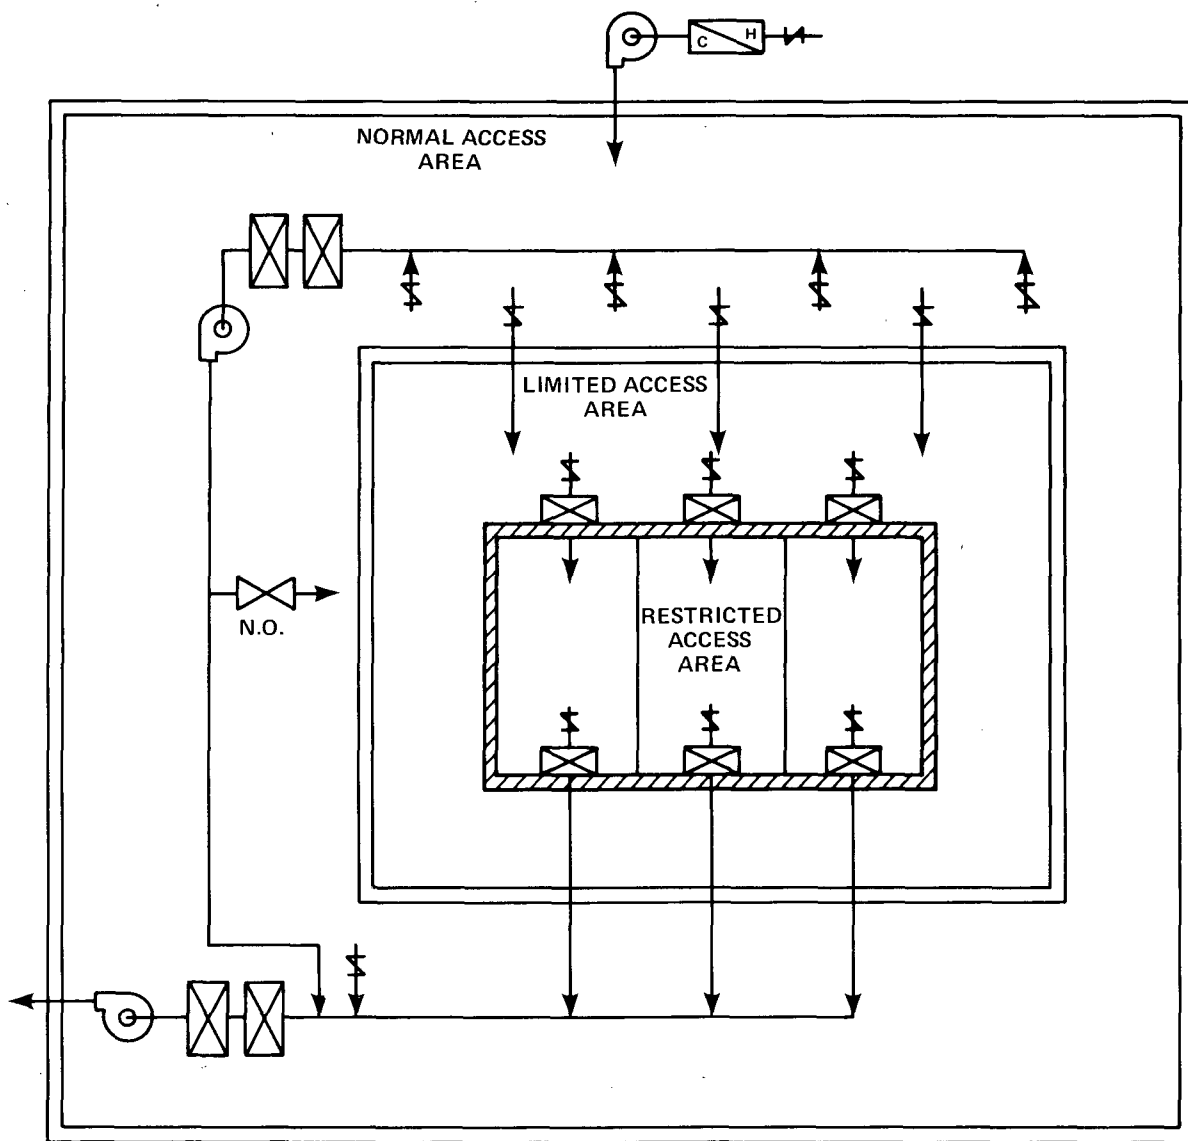 C H
NORMAL ACCESS
AREA
LIMITED ACCESS
AREA
N.O.
RESTRICTED
ACCESS
AREA